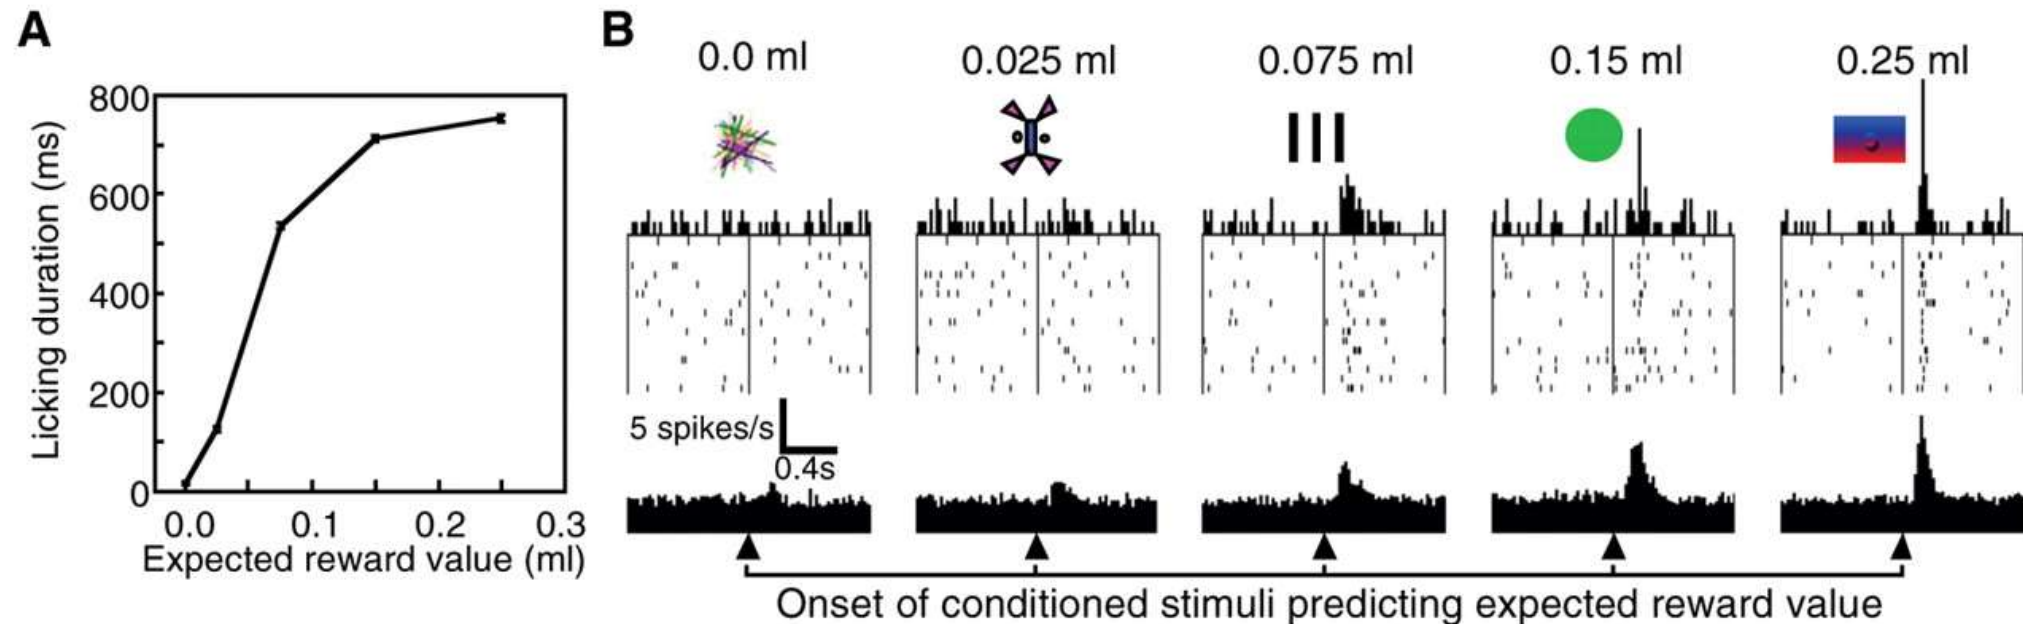 A
800
600
400
200
0
Licking duration (ms)
0.0 0.1 0.2 0.3
Expected reward value (ml)
B
0.0 ml 0.025 ml 0.075 ml 0.15 ml 0.25 ml
5 spikes/s
0.4s
Onset of conditioned stimuli predicting expected reward value